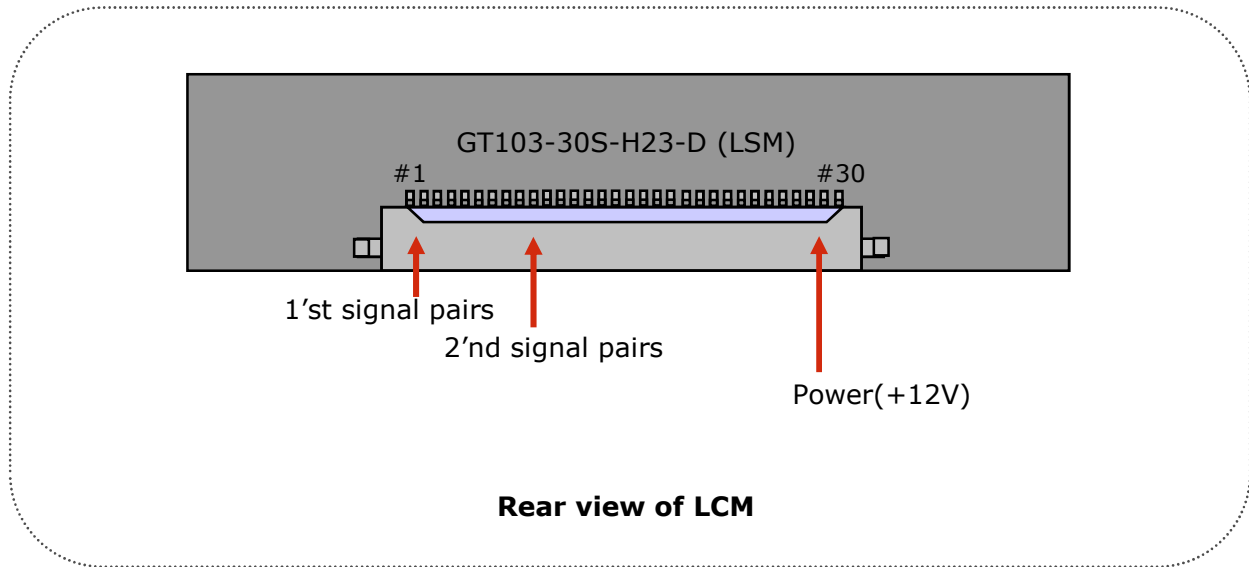 GT103-30S-H23-D (LSM)
#1 #30
1’st signal pairs
2’nd signal pairs
Power(+12V)
Rear view of LCM